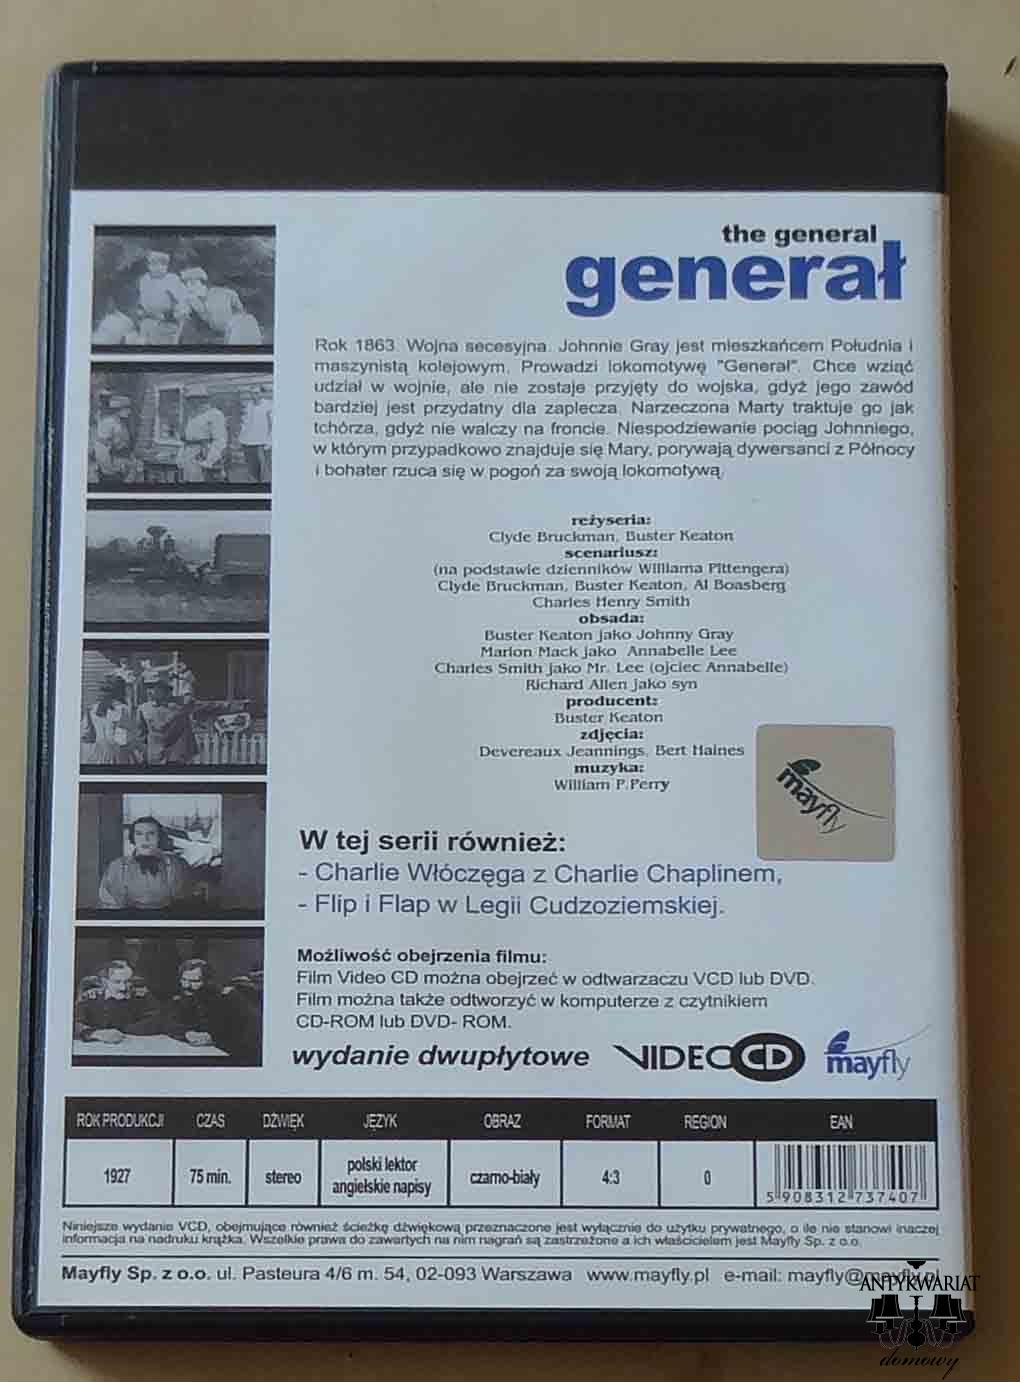 the general
generał
Rok 1863. Wojna secesyjna. Johnnie Gray jest mieszkańcem Południa i
maszynistą kolejowym. Prowadzi lokomotywę "Generał". Chce wziąć
udział w wojnie, ale nie zostaje przyjęty do wojska, gdyż jego zawód
bardziej jest przydatny dla zaplecza. Narzeczona Marty traktuje go jak
tchórza, gdyż nie walczy na froncie. Niespodziewanie pociąg Johnniego,
w którym przypadkowo znajduje się Mary, porywają dywersanci z Północy
i bohater rzuca się w pogoń za swoją lokomotywą.
reżyseria:
Clyde Bruckman, Buster Keaton
scenariusz:
(na podstawie dzienników Williama Pittengera)
Clyde Bruckman, Buster Keaton, Al Boasberg
Charles Henry Smith
obsada:
Buster Keaton jako Johnny Gray
Marion Mack jako Annabelle Lee
Charles Smith jako Mr. Lee (ojciec Annabelle)
Richard Allen jako syn
producent:
Buster Keaton
zdjęcia:
Devereaux Jeannings, Bert Haines
muzyka:
William P.Perry
mayfly
W tej serii również:
- Charlie Włóczęga z Charlie Chaplinem,
- Flip i Flap w Legii Cudzoziemskiej.
Możliwość obejrzenia filmu:
Film Video CD można obejrzeć w odtwarzaczu VCD lub DVD.
Film można także odtworzyć w komputerze z czytnikiem
CD-ROM lub DVD- ROM.
wydanie dwupłytowe VIDEO CD mayfly
ROK PRODUKCJI CZAS DŹWIĘK JĘZYK OBRAZ FORMAT REGION EAN
1927 75 min. stereo polski lektor angielskie napisy czarno-biały 4:3 0
5 908312 737407
Niniejsze wydanie VCD, obejmujące również ścieżkę dźwiękową przeznaczone jest wyłącznie do użytku prywatnego, o ile nie stanowi inaczej
informacja na nadruku krążka. Wszelkie prawa do zawartych na nim nagrań są zastrzeżone a ich właścicielem jest Mayfly Sp. z o.o.
Mayfly Sp. z o.o. ul. Pasteura 4/6 m. 54, 02-093 Warszawa www.mayfly.pl e-mail: mayfly@mayfly.pl
ANTYKWARIAT
domowy